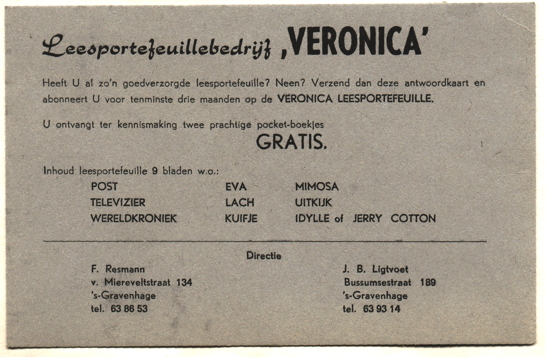 Leesportefeuillebedrijf ‚VERONICA’
Heeft U al zo'n goedverzorgde leesportefeuille? Neen? Verzend dan deze antwoordkaart en
abonneert U voor tenminste drie maanden op de VERONICA LEESPORTEFEUILLE.
U ontvangt ter kennismaking twee prachtige pocket-boekjes
GRATIS.
Inhoud leesportefeuille 9 bladen w.o.:
POST EVA MIMOSA
TELEVIZIER LACH UITKIJK
WERELDKRONIEK KUIFJE IDYLLE of JERRY COTTON
Directie
F. Resmann J. B. Ligtvoet
v. Miereveltstraat 134 Bussumsestraat 189
's-Gravenhage 's-Gravenhage
tel. 63 86 53 tel. 63 93 14